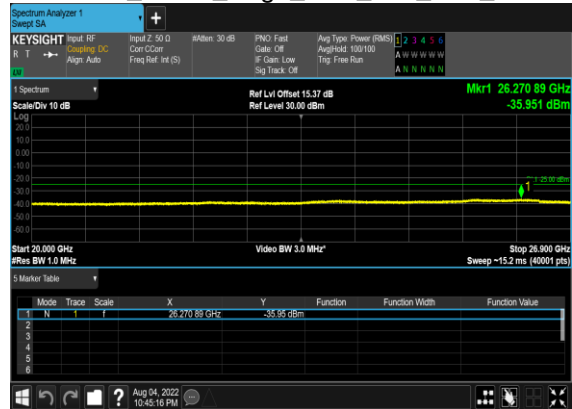 Spectrum Analyzer 1
Swept SA
+
KEYSIGHT Input: RF Input Z: 50 Ω #Atten: 30 dB PNO: Fast Avg Type: Power (RMS) 1 2 3 4 5 6
R T Coupling: DC Corr CCorr Gate: Off Avg|Hold: 100/100 A W W W W W
Align: Auto Freq Ref: Int (S) IF Gain: Low Trig: Free Run A N N N N N
Sig Track: Off
1 Spectrum Ref Lvl Offset 15.37 dB Mkr1 26.270 89 GHz
Scale/Div 10 dB Ref Level 30.00 dBm -35.951 dBm
Log
20.0
10.0
0.00
-10.0
-20.0
-25.00 dBm
-30.0
1
-40.0
-50.0
-60.0
Start 20.000 GHz Video BW 3.0 MHz* Stop 26.900 GHz
#Res BW 1.0 MHz Sweep ~15.2 ms (40001 pts)
5 Marker Table
Mode Trace Scale X Y Function Function Width Function Value
1 N 1 f 26.270 89 GHz -35.95 dBm
2
3
4
5
6
? Aug 04, 2022
10:45:16 PM